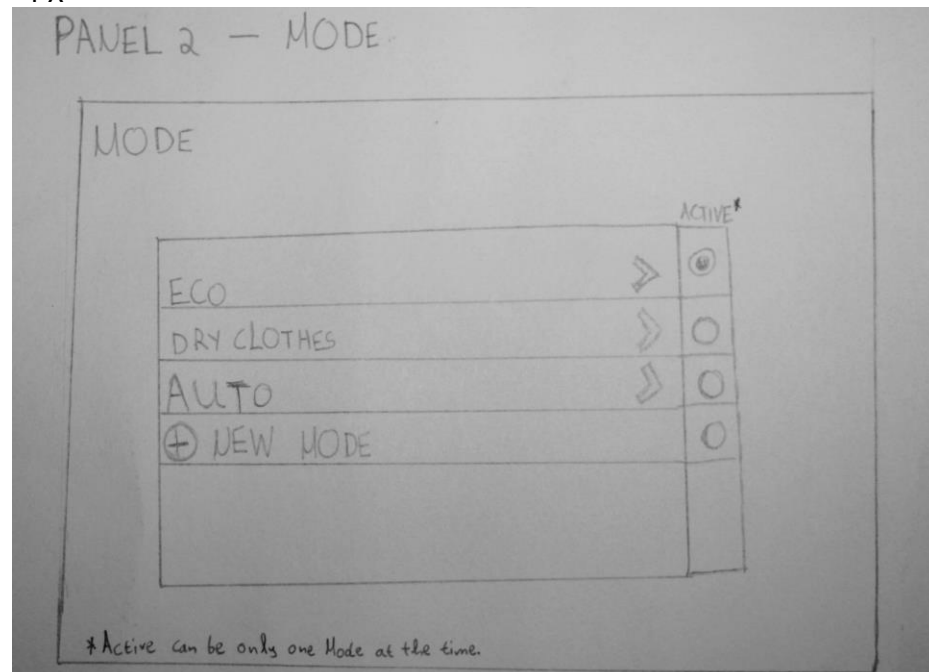 PANEL 2 — MODE
MODE
ACTIVE*
ECO
DRY CLOTHES
AUTO
+ NEW MODE
*Active can be only one Mode at the time.